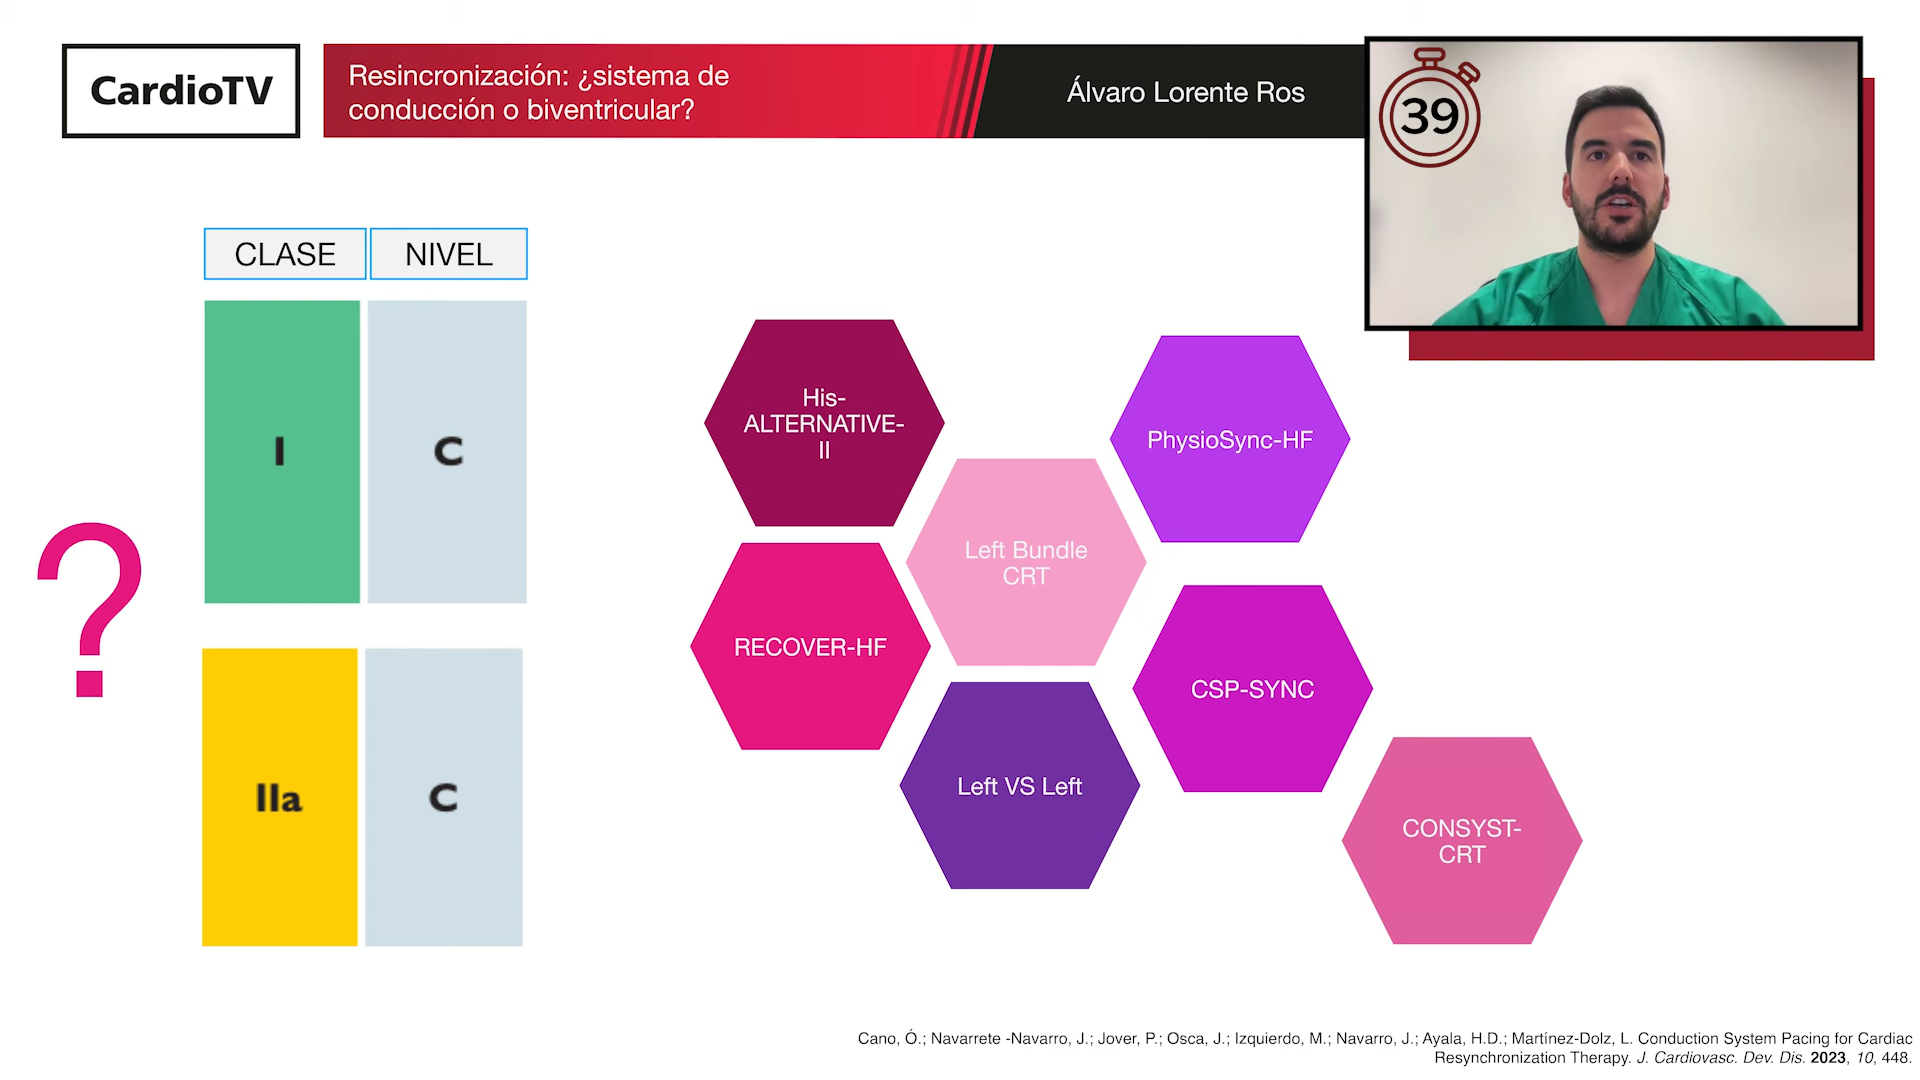 CardioTV
Resincronización: ¿sistema de
conducción o biventricular?
Álvaro Lorente Ros
39
CLASE
NIVEL
I
C
IIa
C
?
His-
ALTERNATIVE-
II
PhysioSync-HF
Left Bundle
CRT
RECOVER-HF
CSP-SYNC
Left VS Left
CONSYST-
CRT
Cano, Ó.; Navarrete -Navarro, J.; Jover, P.; Osca, J.; Izquierdo, M.; Navarro, J.; Ayala, H.D.; Martínez-Dolz, L. Conduction System Pacing for Cardiac
Resynchronization Therapy. J. Cardiovasc. Dev. Dis. 2023, 10, 448.